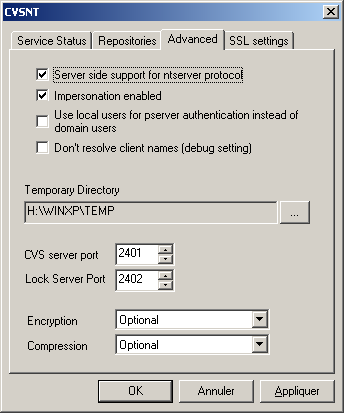 CVSNT
Service Status Repositories Advanced SSL settings
Server side support for ntserver protocol
Impersonation enabled
Use local users for pserver authentication instead of
domain users
Don't resolve client names (debug setting)
Temporary Directory
H:\WINXP\TEMP ...
CVS server port 2401
Lock Server Port 2402
Encryption Optional
Compression Optional
OK Annuler Appliquer